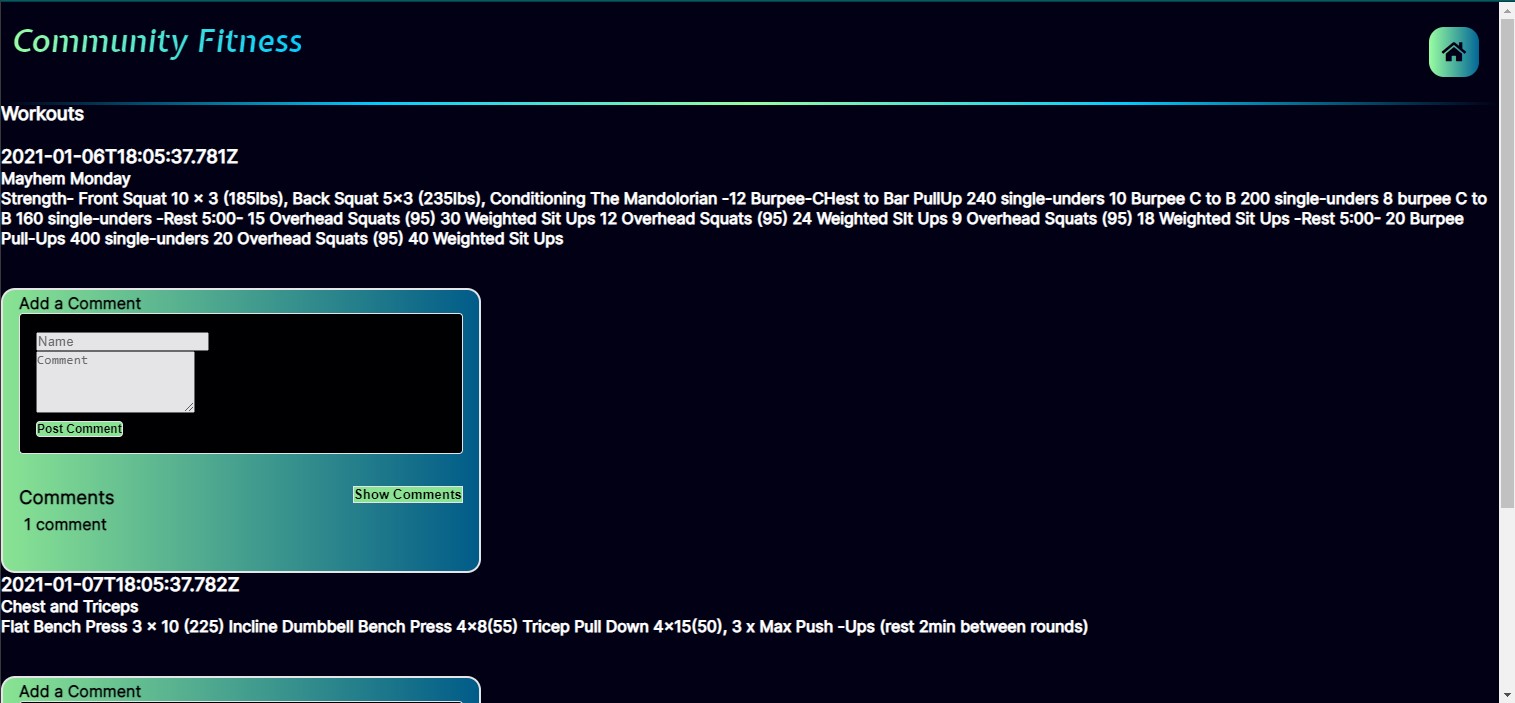 Community Fitness
Workouts
2021-01-06T18:05:37.781Z
Mayhem Monday
Strength- Front Squat 10 × 3 (185lbs), Back Squat 5×3 (235lbs), Conditioning The Mandolorian -12 Burpee-CHest to Bar PullUp 240 single-unders 10 Burpee C to B 200 single-unders 8 burpee C to
B 160 single-unders -Rest 5:00- 15 Overhead Squats (95) 30 Weighted Sit Ups 12 Overhead Squats (95) 24 Weighted SIt Ups 9 Overhead Squats (95) 18 Weighted Sit Ups -Rest 5:00- 20 Burpee
Pull-Ups 400 single-unders 20 Overhead Squats (95) 40 Weighted Sit Ups
Add a Comment
Name
Comment
Post Comment
Comments
Show Comments
1 comment
2021-01-07T18:05:37.782Z
Chest and Triceps
Flat Bench Press 3 × 10 (225) Incline Dumbbell Bench Press 4×8(55) Tricep Pull Down 4×15(50), 3 x Max Push -Ups (rest 2min between rounds)
Add a Comment